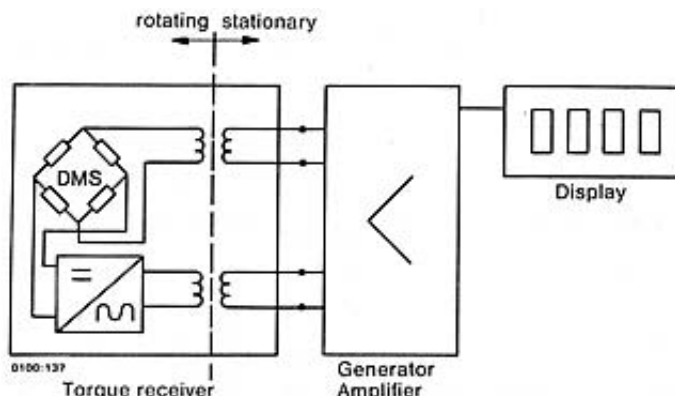 rotating stationary
DMS
Display
0100:137
Torque receiver
Generator
Amplifier